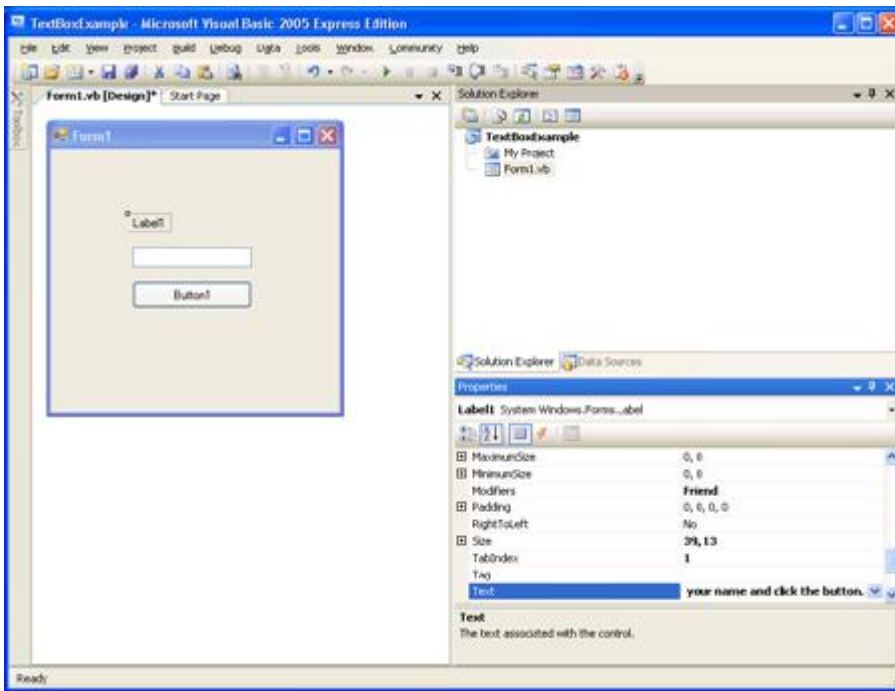 TextBoxExample - Microsoft Visual Basic 2005 Express Edition
File Edit View Project Build Debug Data Tools Window Community Help
Form1.vb [Design]* Start Page
Toolbox
Form1
Label1
Button1
Solution Explorer
TextBoxExample
My Project
Form1.vb
Solution Explorer Data Sources
Properties
Label1 System.Windows.Forms.Label
MaximumSize 0, 0
MinimumSize 0, 0
Modifiers Friend
Padding 0, 0, 0, 0
RightToLeft No
Size 39, 13
TabIndex 1
Tag
Text your name and click the button.
Text
The text associated with the control.
Ready